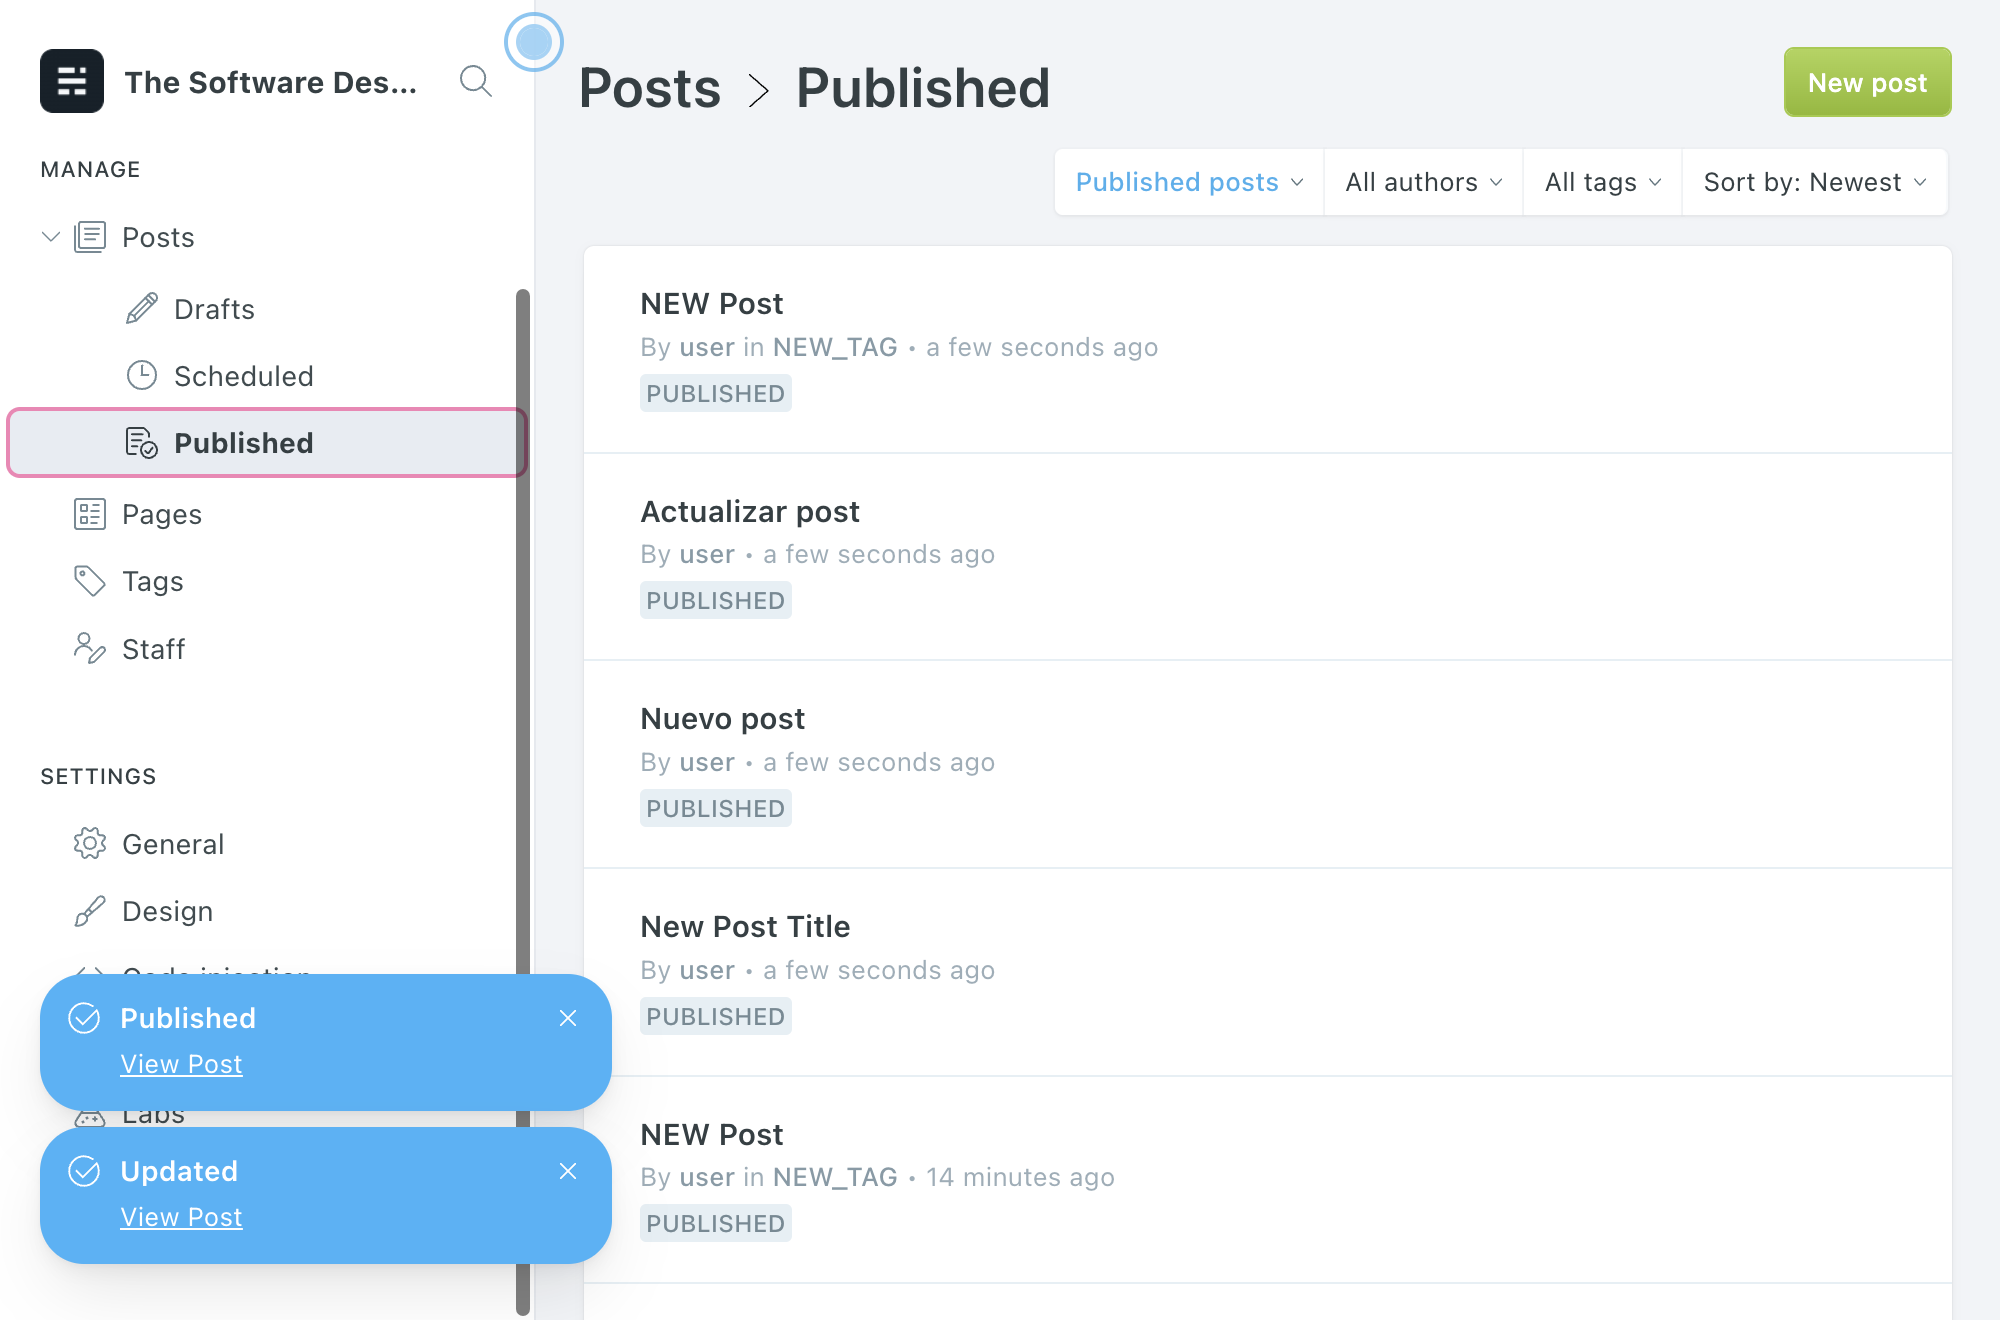 The Software Des...
MANAGE
Posts
Drafts
Scheduled
Published
Pages
Tags
Staff
SETTINGS
General
Design
Code injection
Published
View Post
Labs
Updated
View Post
Posts > Published
New post
Published posts
All authors
All tags
Sort by: Newest
NEW Post
By user in NEW_TAG • a few seconds ago
PUBLISHED
Actualizar post
By user • a few seconds ago
PUBLISHED
Nuevo post
By user • a few seconds ago
PUBLISHED
New Post Title
By user • a few seconds ago
PUBLISHED
NEW Post
By user in NEW_TAG • 14 minutes ago
PUBLISHED